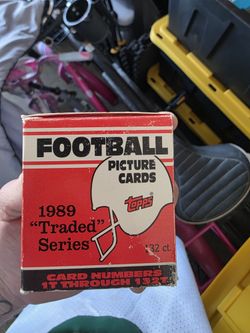 FOOTBALL
PICTURE
CARDS
topps
1989
"Traded"
Series
132 ct.
CARD NUMBERS
1T THROUGH 132T